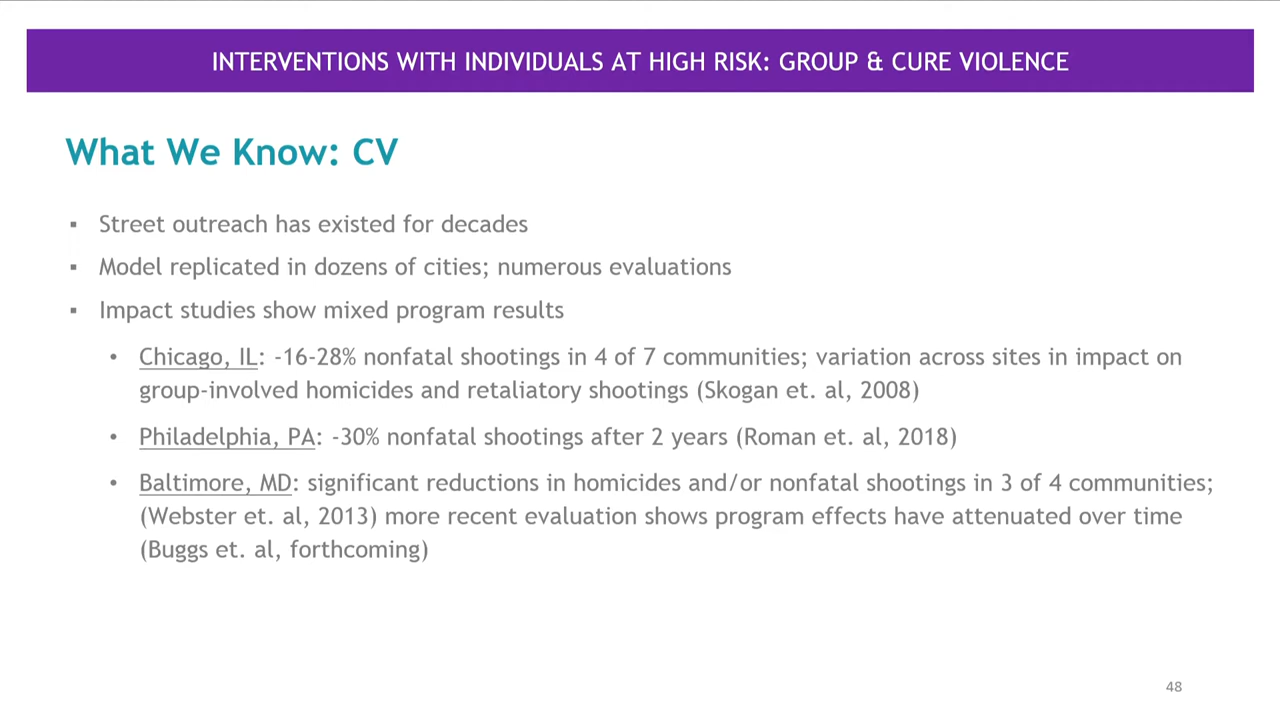 INTERVENTIONS WITH INDIVIDUALS AT HIGH RISK: GROUP & CURE VIOLENCE
What We Know: CV
▪ Street outreach has existed for decades
▪ Model replicated in dozens of cities; numerous evaluations
▪ Impact studies show mixed program results
• Chicago, IL: -16-28% nonfatal shootings in 4 of 7 communities; variation across sites in impact on
group-involved homicides and retaliatory shootings (Skogan et. al, 2008)
• Philadelphia, PA: -30% nonfatal shootings after 2 years (Roman et. al, 2018)
• Baltimore, MD: significant reductions in homicides and/or nonfatal shootings in 3 of 4 communities;
(Webster et. al, 2013) more recent evaluation shows program effects have attenuated over time
(Buggs et. al, forthcoming)
48